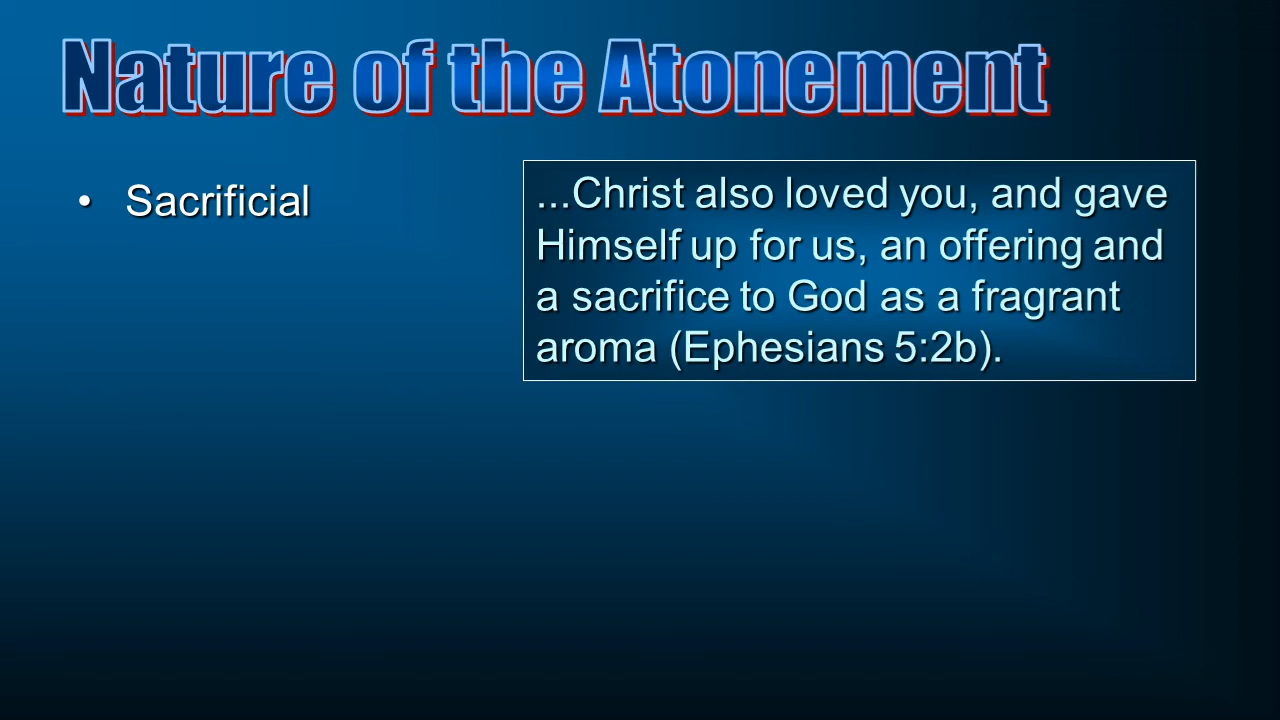 Nature of the Atonement
• Sacrificial
...Christ also loved you, and gave
Himself up for us, an offering and
a sacrifice to God as a fragrant
aroma (Ephesians 5:2b).